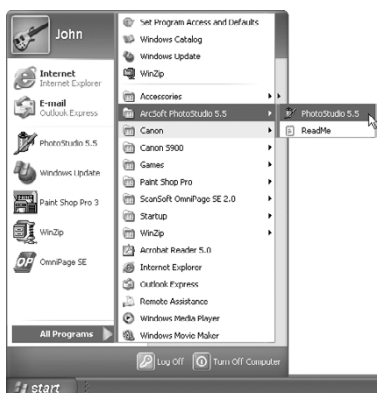 John
Internet
Internet Explorer
E-mail
Outlook Express
PhotoStudio 5.5
Windows Update
Paint Shop Pro 3
WinZip
OmniPage SE
All Programs
Set Program Access and Defaults
Windows Catalog
Windows Update
WinZip
Accessories
ArcSoft PhotoStudio 5.5
Canon
Canon S900
Games
Paint Shop Pro
ScanSoft OmniPage SE 2.0
Startup
WinZip
Acrobat Reader 5.0
Internet Explorer
Outlook Express
Remote Assistance
Windows Media Player
Windows Movie Maker
PhotoStudio 5.5
ReadMe
Log Off
Turn Off Computer
start